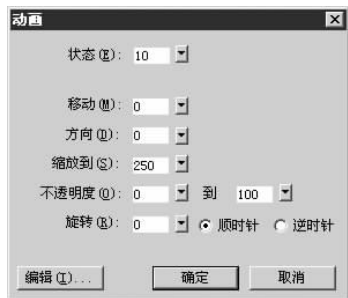 动画
状态(E): 10
移动(M): 0
方向(D): 0
缩放到(S): 250
不透明度(O): 0 到 100
旋转(R): 0 顺时针 逆时针
编辑(I)... 确定 取消